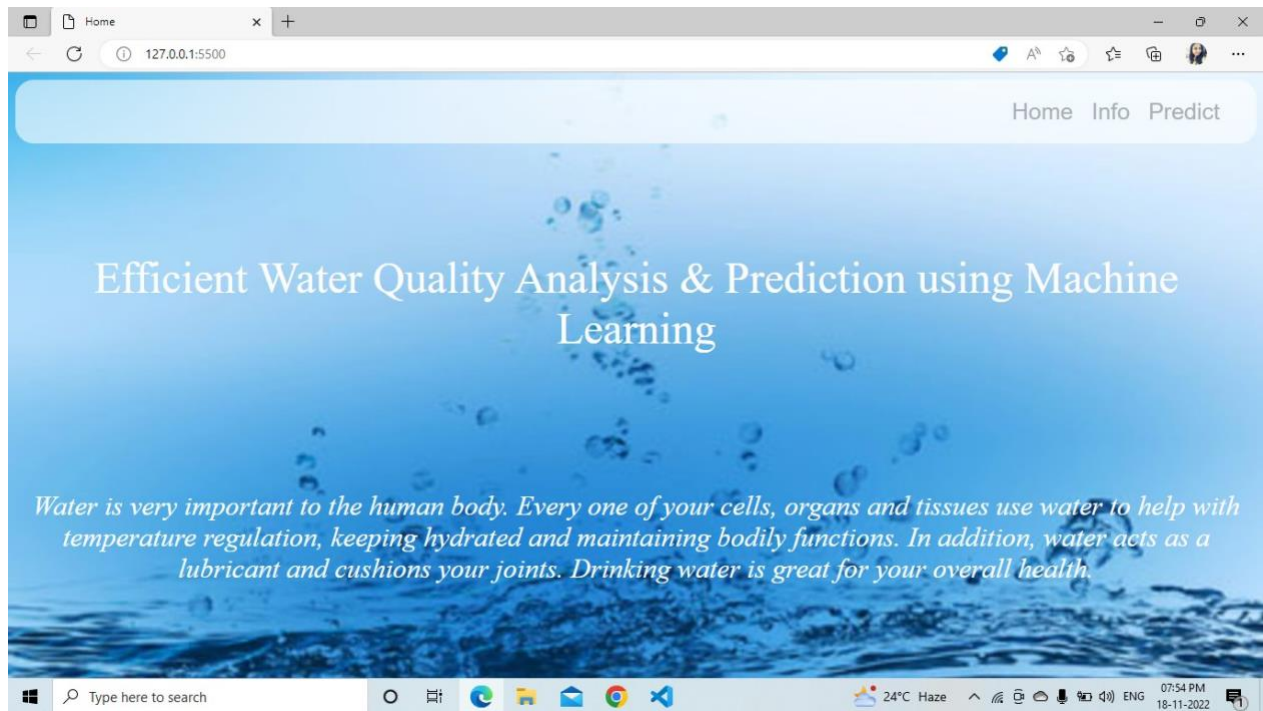 Home
127.0.0.1:5500
Home Info Predict
Efficient Water Quality Analysis & Prediction using Machine
Learning
Water is very important to the human body. Every one of your cells, organs and tissues use water to help with
temperature regulation, keeping hydrated and maintaining bodily functions. In addition, water acts as a
lubricant and cushions your joints. Drinking water is great for your overall health.
Type here to search
24°C Haze
ENG
07:54 PM
18-11-2022
1